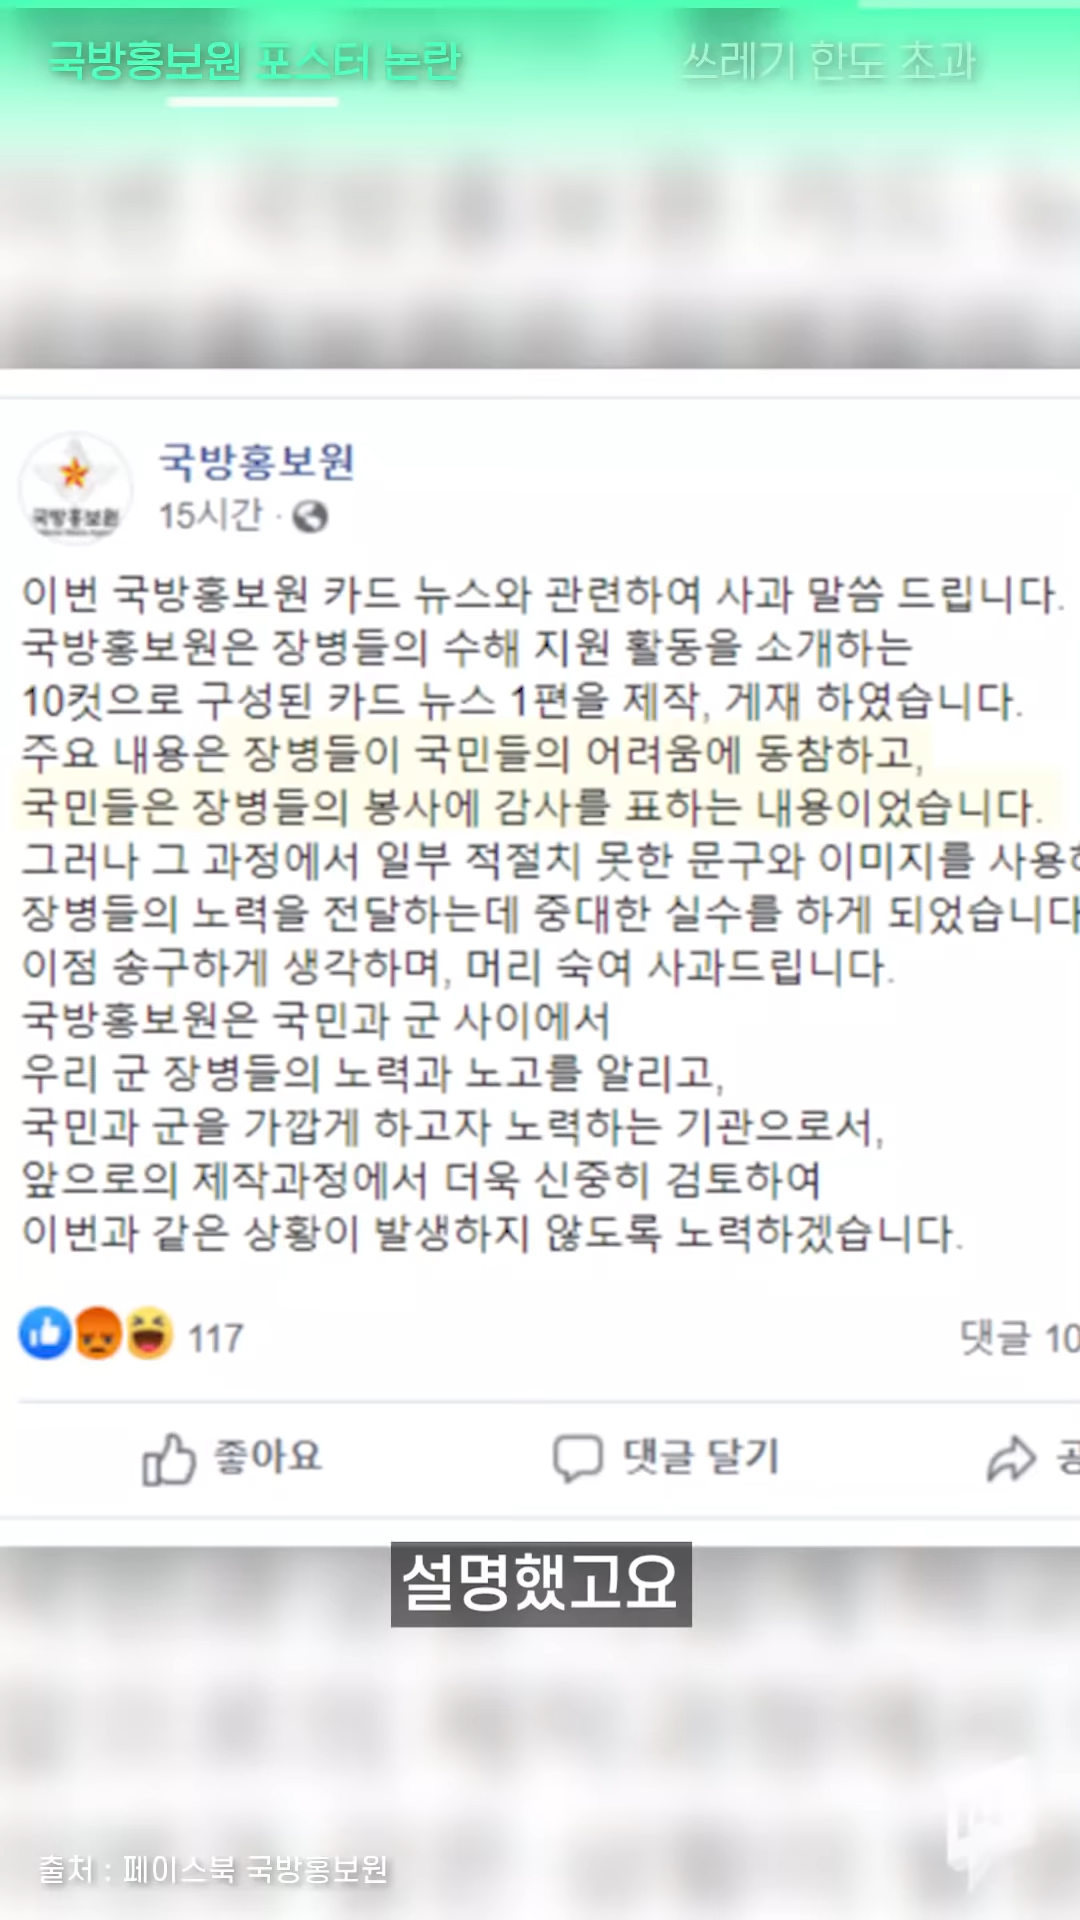 국방홍보원 포스터 논란
쓰레기 한도 초과
국방홍보원
국방홍보원
15시간 ·
이번 국방홍보원 카드 뉴스와 관련하여 사과 말씀 드립니다.
국방홍보원은 장병들의 수해 지원 활동을 소개하는
10컷으로 구성된 카드 뉴스 1편을 제작, 게재 하였습니다.
주요 내용은 장병들이 국민들의 어려움에 동참하고,
국민들은 장병들의 봉사에 감사를 표하는 내용이었습니다.
그러나 그 과정에서 일부 적절치 못한 문구와 이미지를 사용
장병들의 노력을 전달하는데 중대한 실수를 하게 되었습니다
이점 송구하게 생각하며, 머리 숙여 사과드립니다.
국방홍보원은 국민과 군 사이에서
우리 군 장병들의 노력과 노고를 알리고,
국민과 군을 가깝게 하고자 노력하는 기관으로서,
앞으로의 제작과정에서 더욱 신중히 검토하여
이번과 같은 상황이 발생하지 않도록 노력하겠습니다.
117
댓글 10
좋아요
댓글 달기
설명했고요
출처 : 페이스북 국방홍보원